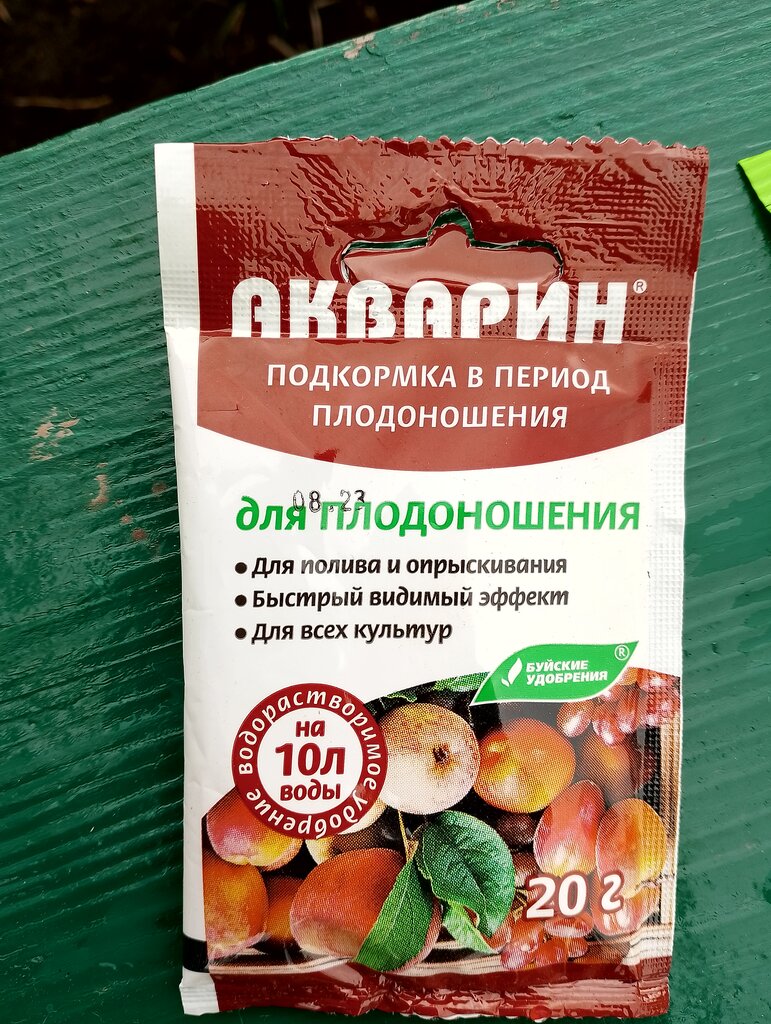 АКВАРИН®
ПОДКОРМКА В ПЕРИОД
ПЛОДОНОШЕНИЯ
08.23
для ПЛОДОНОШЕНИЯ
• Для полива и опрыскивания
• Быстрый видимый эффект
• Для всех культур
БУЙСКИЕ ®
УДОБРЕНИЯ
водорастворимое удобрение
на
10л
воды
20 г